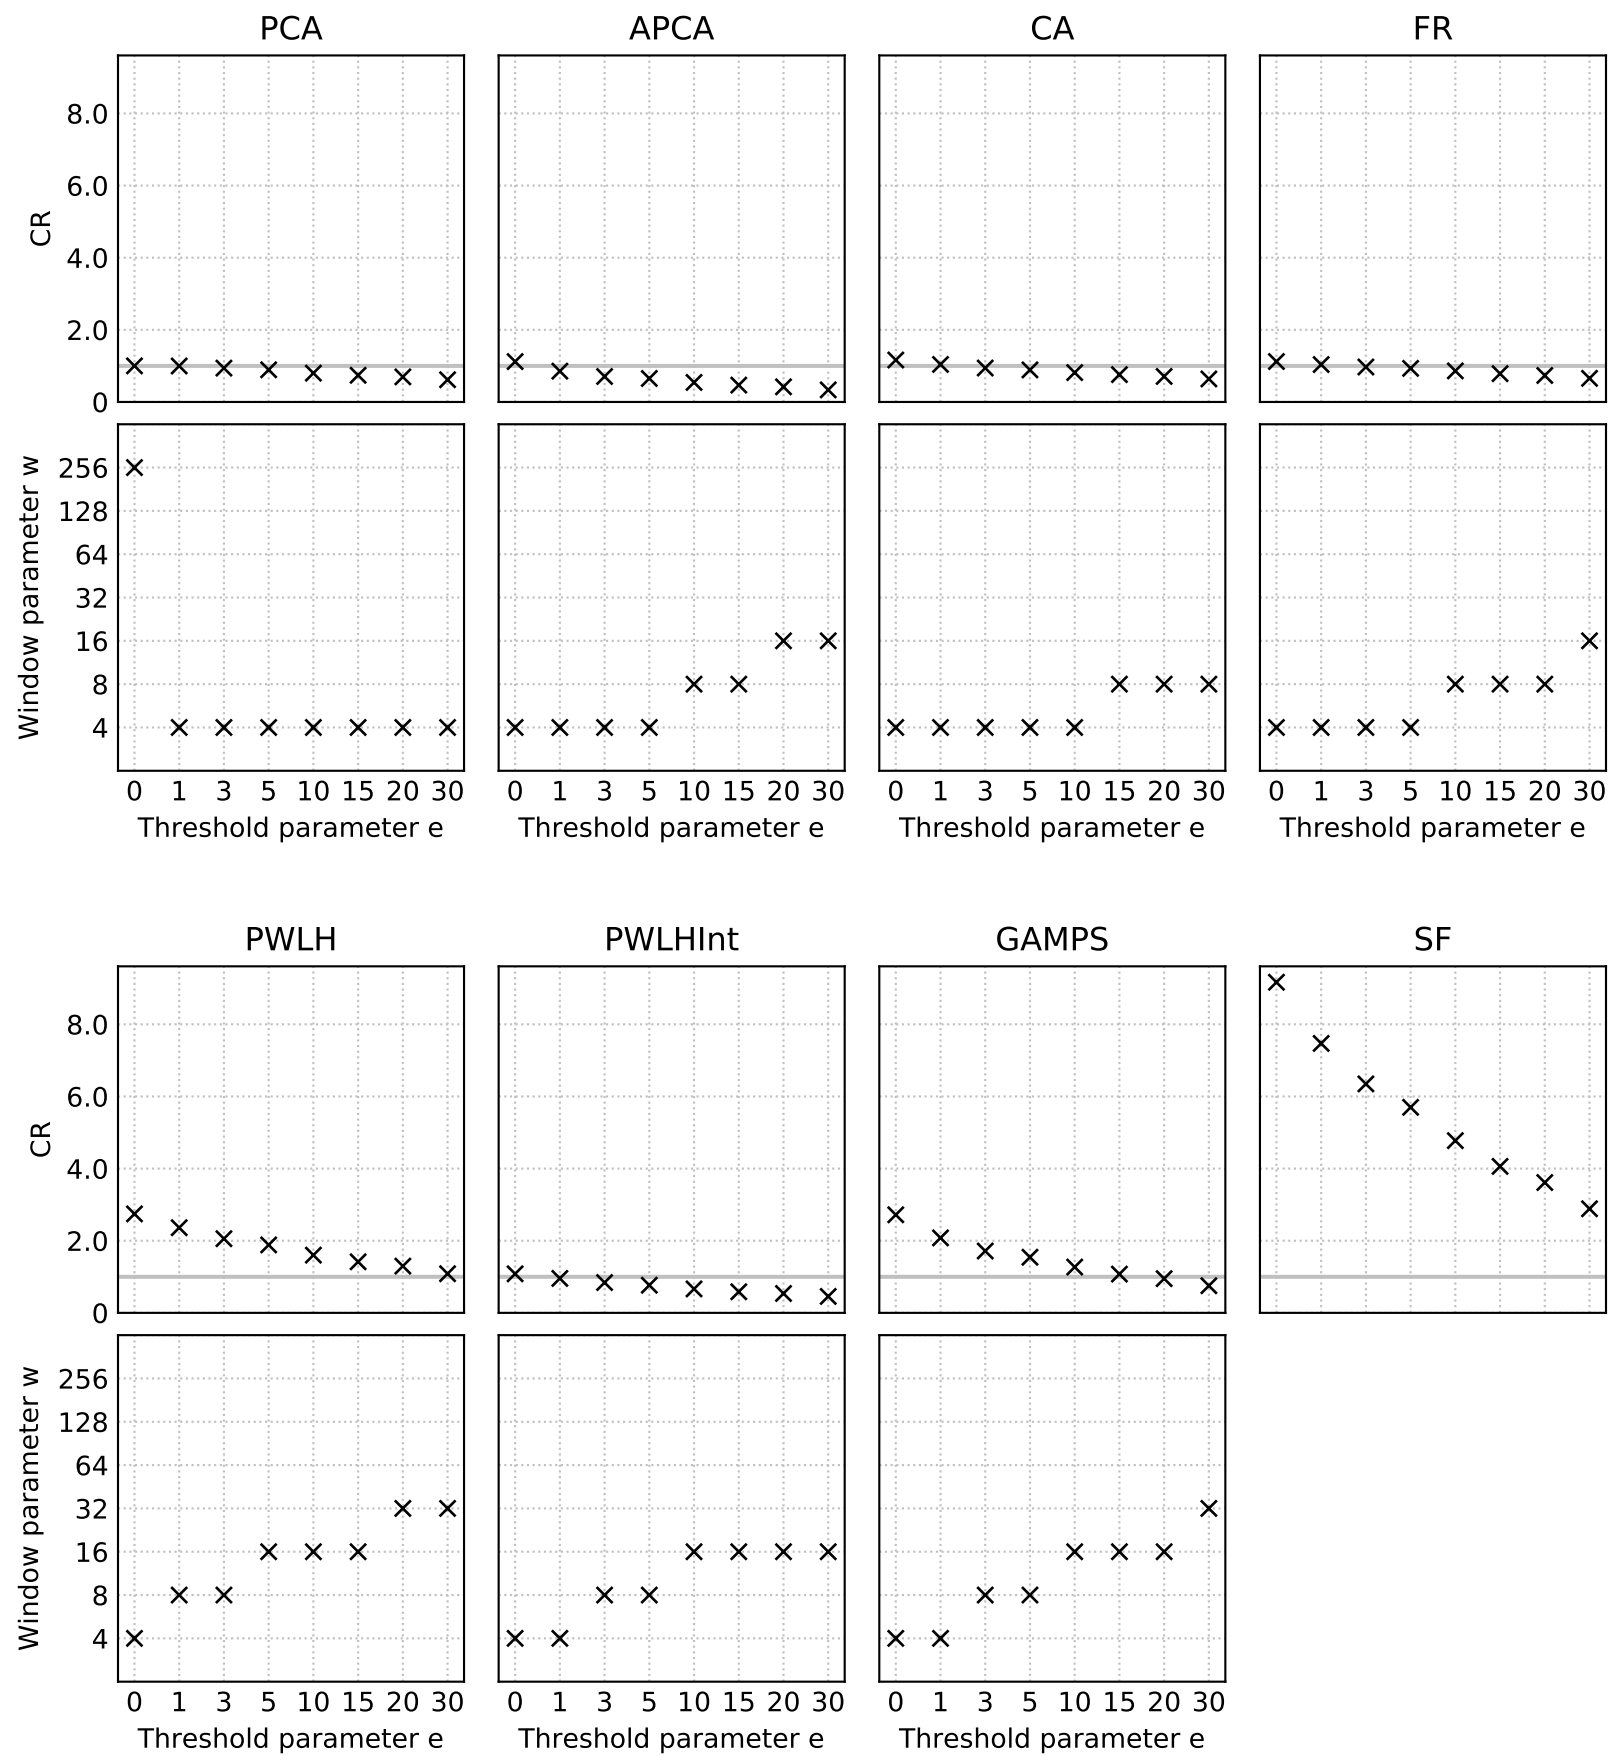 PCA APCA CA FR
CR
8.0
6.0
4.0
2.0
0
Window parameter w
256
128
64
32
16
8
4
0 1 3 5 10 15 20 30 0 1 3 5 10 15 20 30 0 1 3 5 10 15 20 30 0 1 3 5 10 15 20 30
Threshold parameter e Threshold parameter e Threshold parameter e Threshold parameter e
PWLH PWLHInt GAMPS SF
CR
8.0
6.0
4.0
2.0
0
Window parameter w
256
128
64
32
16
8
4
0 1 3 5 10 15 20 30 0 1 3 5 10 15 20 30 0 1 3 5 10 15 20 30
Threshold parameter e Threshold parameter e Threshold parameter e